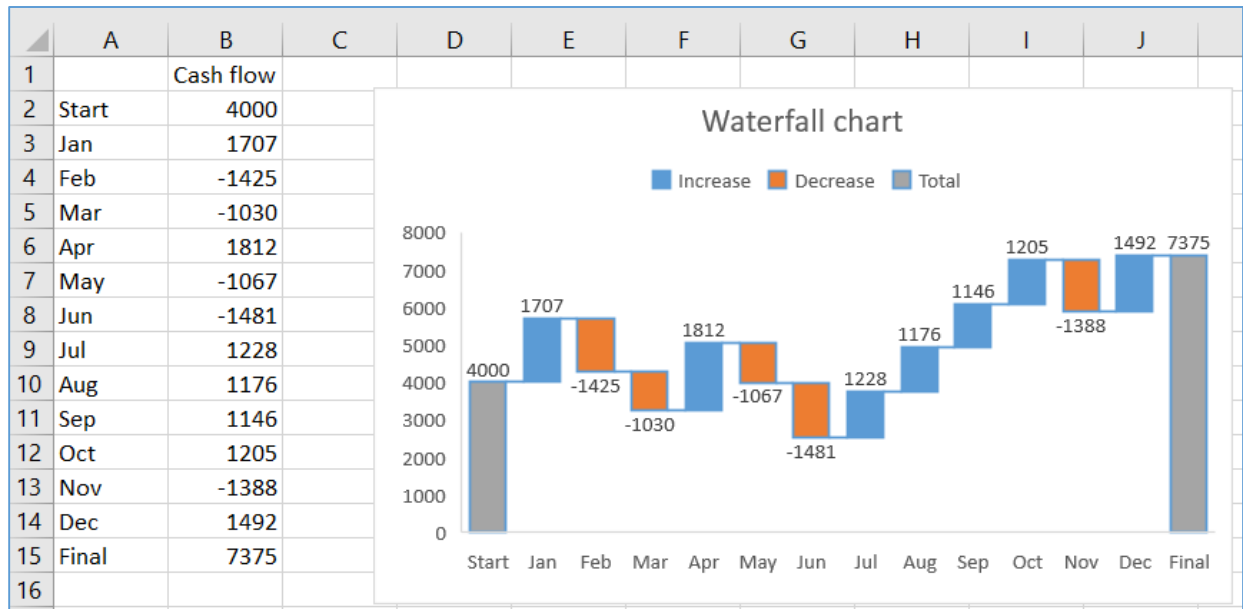 A B C D E F G H I J
1 Cash flow
2 Start 4000
3 Jan 1707
4 Feb -1425
5 Mar -1030
6 Apr 1812
7 May -1067
8 Jun -1481
9 Jul 1228
10 Aug 1176
11 Sep 1146
12 Oct 1205
13 Nov -1388
14 Dec 1492
15 Final 7375
16
Waterfall chart
Increase Decrease Total
8000
7000
6000
5000
4000
3000
2000
1000
0
4000 1707 -1425 -1030 1812 -1067 -1481 1228 1176 1146 1205 -1388 1492 7375
Start Jan Feb Mar Apr May Jun Jul Aug Sep Oct Nov Dec Final